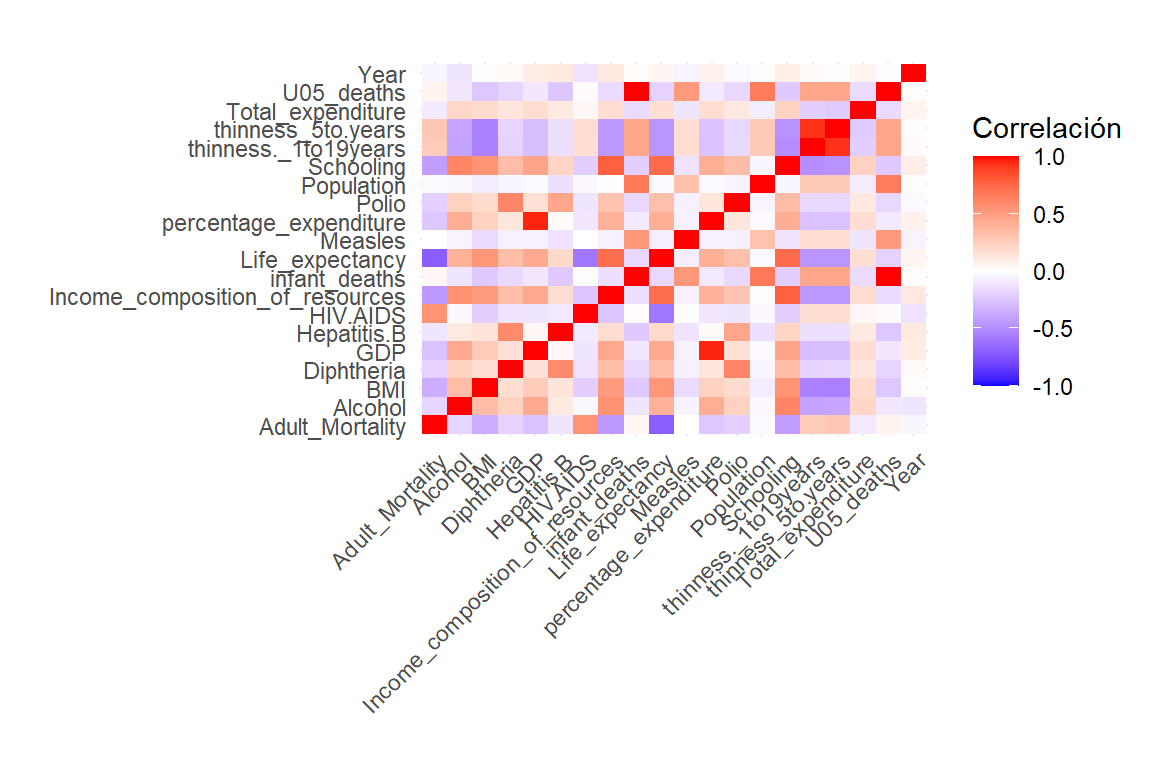 Year
U05_deaths
Total_expenditure
thinness_5to.years
thinness._1to19years
Schooling
Population
Polio
percentage_expenditure
Measles
Life_expectancy
infant_deaths
Income_composition_of_resources
HIV.AIDS
Hepatitis.B
GDP
Diphtheria
BMI
Alcohol
Adult_Mortality
Adult_Mortality
Alcohol
BMI
Diphtheria
GDP
Hepatitis.B
HIV.AIDS
Income_composition_of_resources
infant_deaths
Life_expectancy
Measles
percentage_expenditure
Polio
Population
Schooling
thinness._1to19years
thinness_5to.years
Total_expenditure
U05_deaths
Year
Correlación
1.0
0.5
0.0
-0.5
-1.0